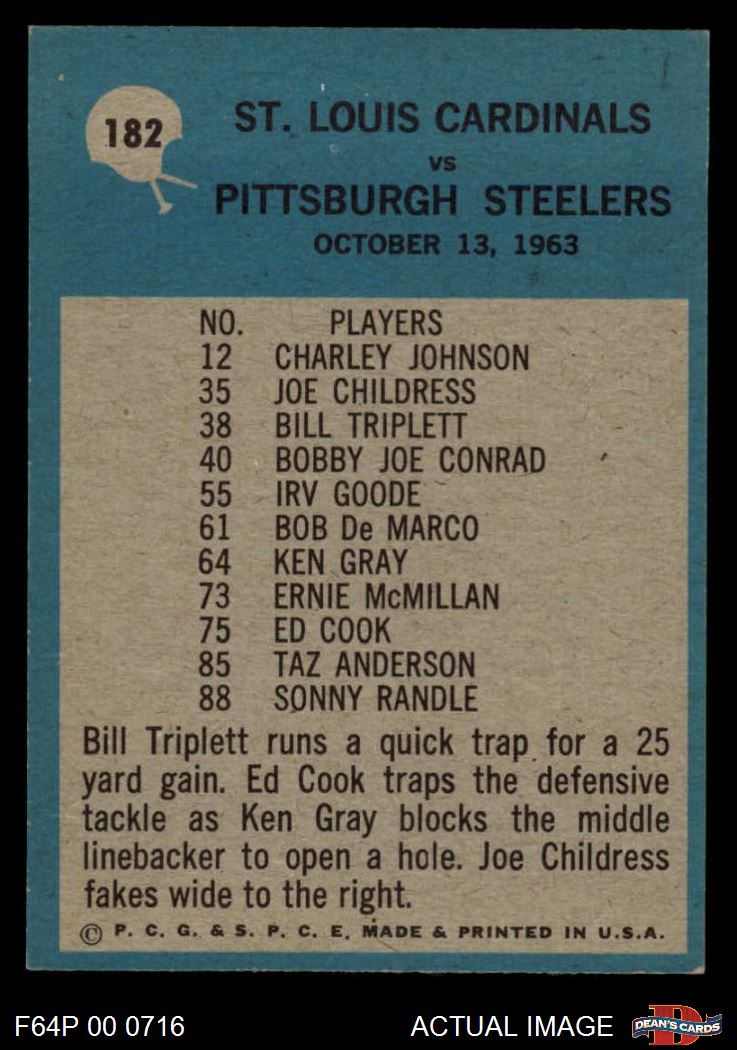 182
ST. LOUIS CARDINALS
VS
PITTSBURGH STEELERS
OCTOBER 13, 1963
NO. PLAYERS
12 CHARLEY JOHNSON
35 JOE CHILDRESS
38 BILL TRIPLETT
40 BOBBY JOE CONRAD
55 IRV GOODE
61 BOB De MARCO
64 KEN GRAY
73 ERNIE McMILLAN
75 ED COOK
85 TAZ ANDERSON
88 SONNY RANDLE
Bill Triplett runs a quick trap for a 25
yard gain. Ed Cook traps the defensive
tackle as Ken Gray blocks the middle
linebacker to open a hole. Joe Childress
fakes wide to the right.
© P. C. G. & S. P. C. E. MADE & PRINTED IN U.S.A.
F64P 00 0716 ACTUAL IMAGE D DEAN'S CARDS